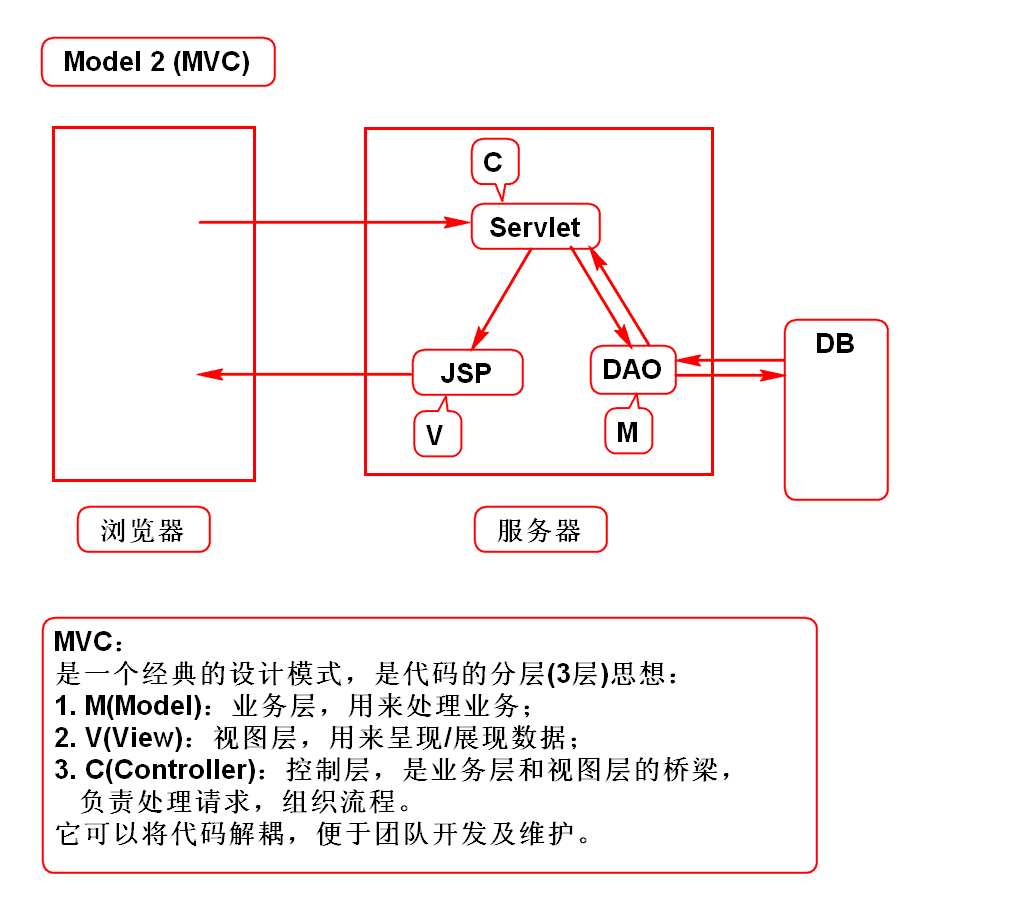 Model 2 (MVC)
C
Servlet
JSP
DAO
DB
V
M
浏览器
服务器
MVC：
是一个经典的设计模式，是代码的分层(3层)思想：
1. M(Model)：业务层，用来处理业务；
2. V(View)：视图层，用来呈现/展现数据；
3. C(Controller)：控制层，是业务层和视图层的桥梁，
负责处理请求，组织流程。
它可以将代码解耦，便于团队开发及维护。